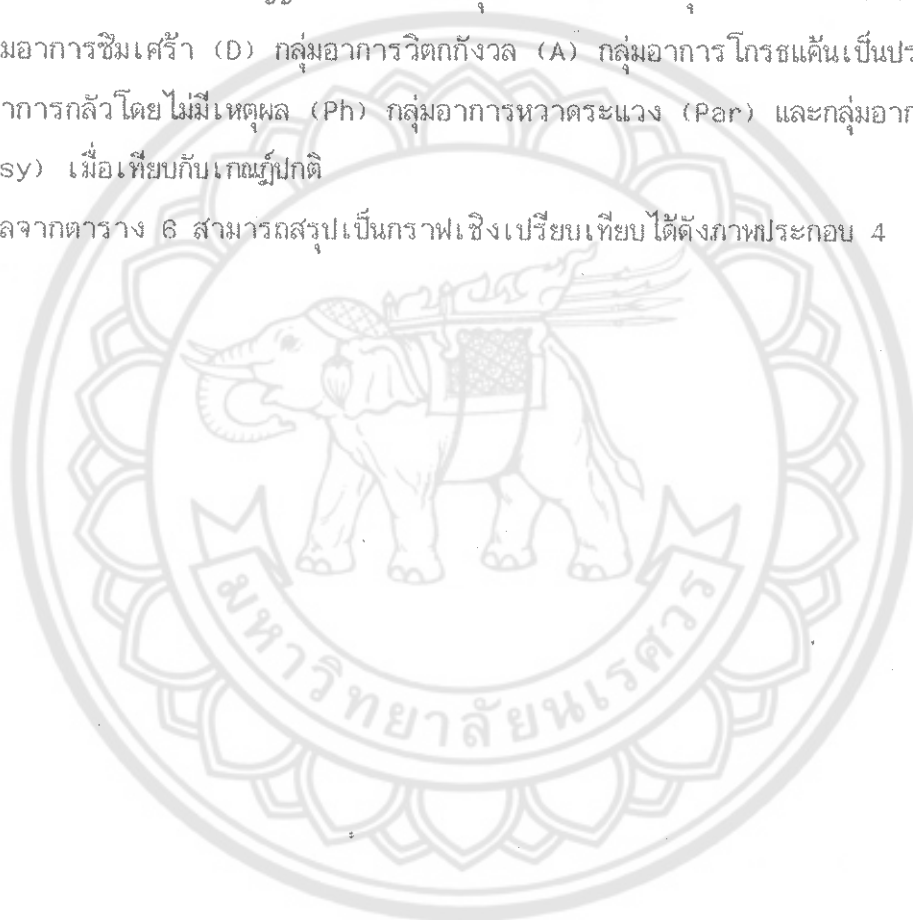 มอาการซึมเศร้า (D) กลุ่มอาการวิตกกังวล (A) กลุ่มอาการโกรธแค้นเป็นปร
าการกลัวโดยไม่มีเหตุผล (Ph) กลุ่มอาการหวาดระแวง (Par) และกลุ่มอาก
sy) เมื่อเทียบกับเกณฑ์ปกติ
ลจากตาราง 6 สามารถสรุปเป็นกราฟเชิงเปรียบเทียบได้ดังภาพประกอบ 4
มหาวิทยาลัยนเรศวร